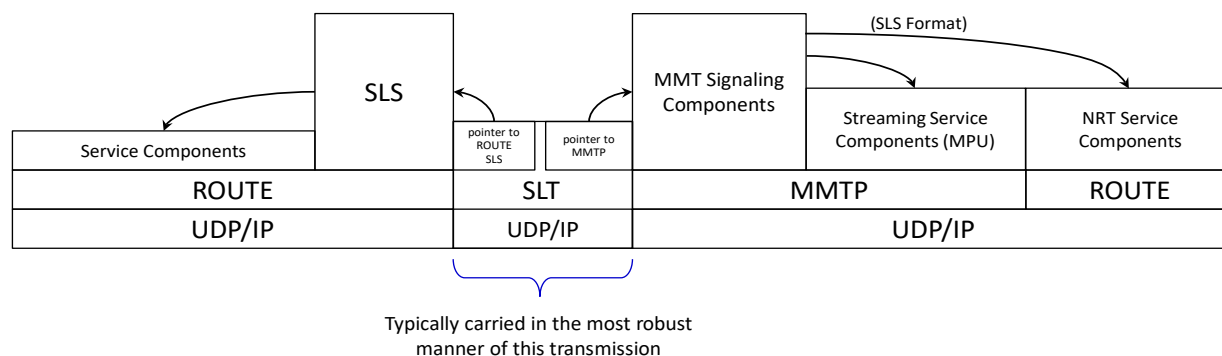 (SLS Format)
SLS
MMT Signaling
Components
Service Components
pointer to
ROUTE
SLS
pointer to
MMTP
Streaming Service
Components (MPU)
NRT Service
Components
ROUTE
SLT
MMTP
ROUTE
UDP/IP
UDP/IP
UDP/IP
Typically carried in the most robust
manner of this transmission